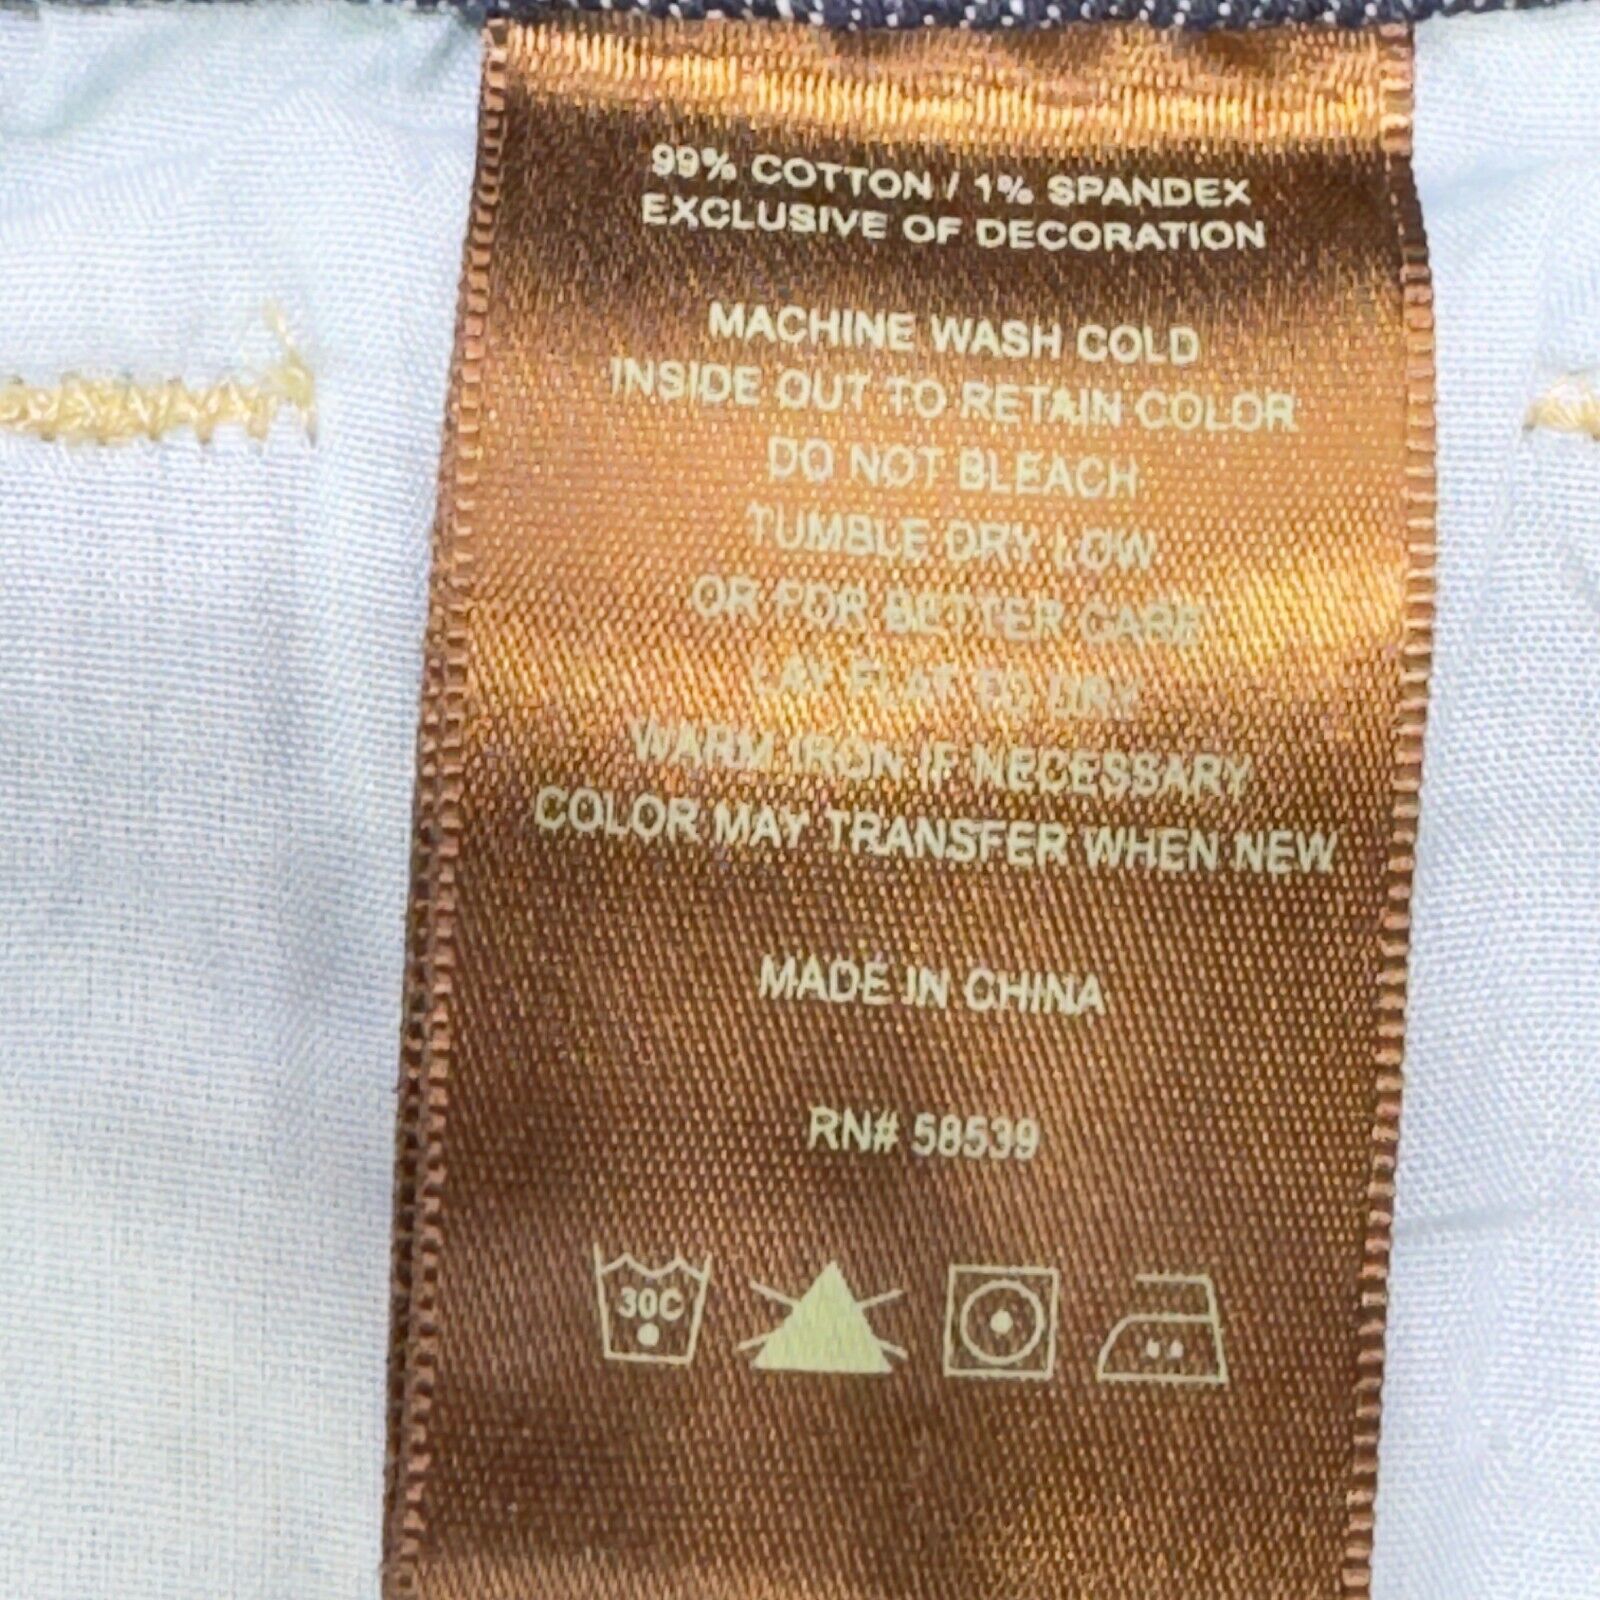 99% COTTON / 1% SPANDEX
EXCLUSIVE OF DECORATION
MACHINE WASH COLD
INSIDE OUT TO RETAIN COLOR
DO NOT BLEACH
TUMBLE DRY LOW
OR FOR BETTER CARE
LAY FLAT TO DRY
WARM IRON IF NECESSARY
COLOR MAY TRANSFER WHEN NEW
MADE IN CHINA
RN# 58539
30C